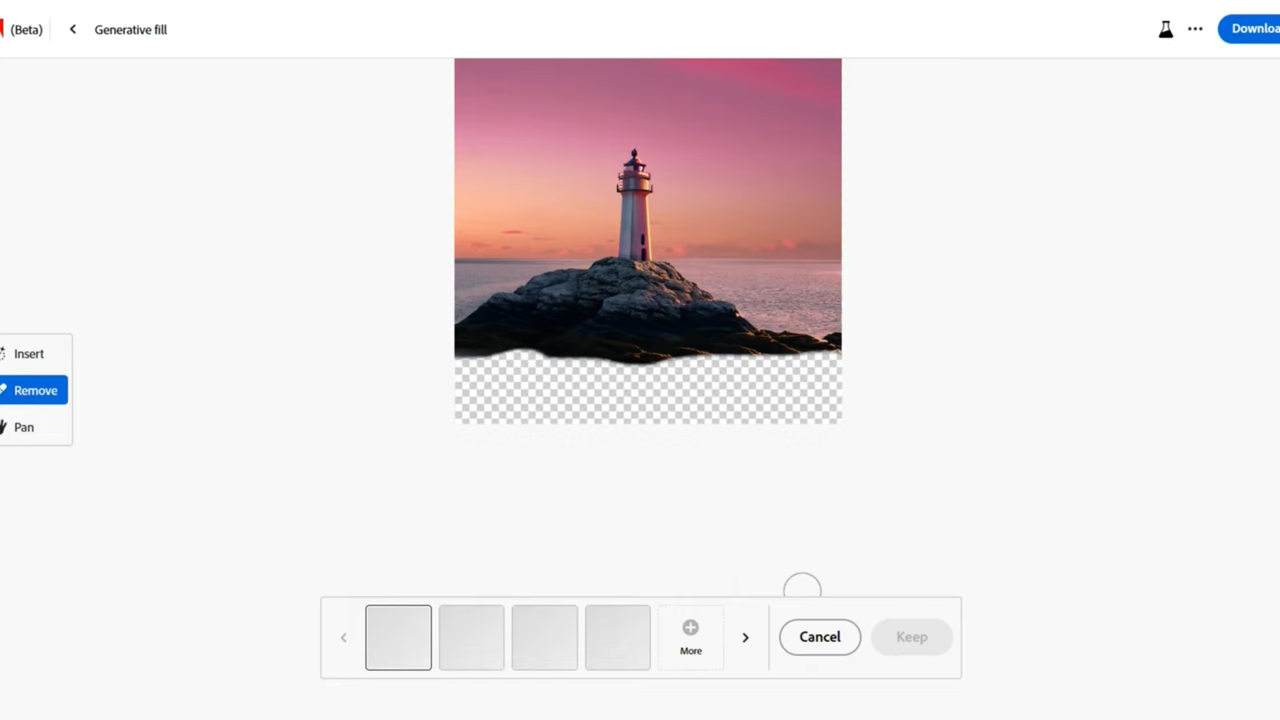 (Beta)
Generative fill
Downloa
Insert
Remove
Pan
More
Cancel
Keep